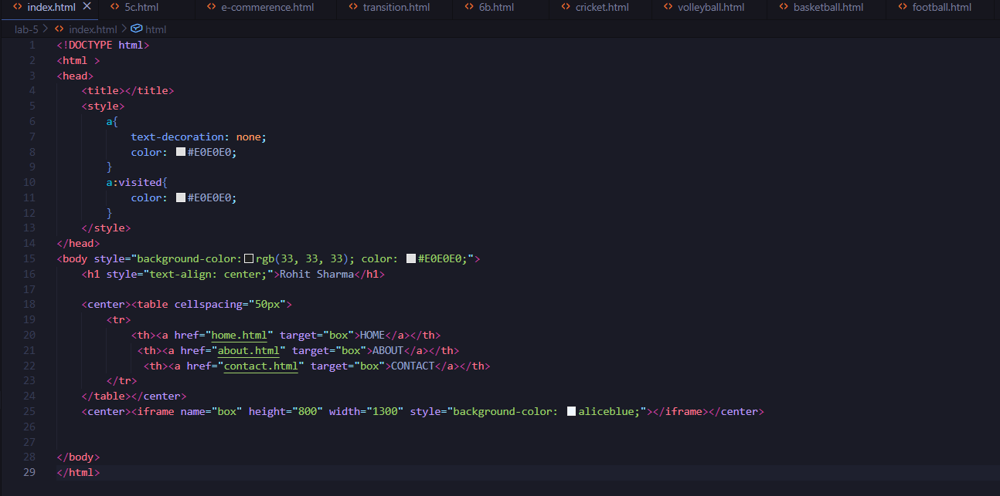 index.html 5c.html e-commerence.html transition.html 6b.html cricket.html volleyball.html basketball.html football.html
lab-5 > index.html > html
1 <!DOCTYPE html>
2 <html >
3 <head>
4     <title></title>
5     <style>
6         a{
7             text-decoration: none;
8             color: #E0E0E0;
9         }
10         a:visited{
11             color: #E0E0E0;
12         }
13     </style>
14 </head>
15 <body style="background-color:rgb(33, 33, 33); color: #E0E0E0;">
16     <h1 style="text-align: center;">Rohit Sharma</h1>
17
18     <center><table cellspacing="50px">
19         <tr>
20             <th><a href="home.html" target="box">HOME</a></th>
21              <th><a href="about.html" target="box">ABOUT</a></th>
22               <th><a href="contact.html" target="box">CONTACT</a></th>
23         </tr>
24     </table></center>
25     <center><iframe name="box" height="800" width="1300" style="background-color: aliceblue;"></iframe></center>
26
27
28 </body>
29 </html>